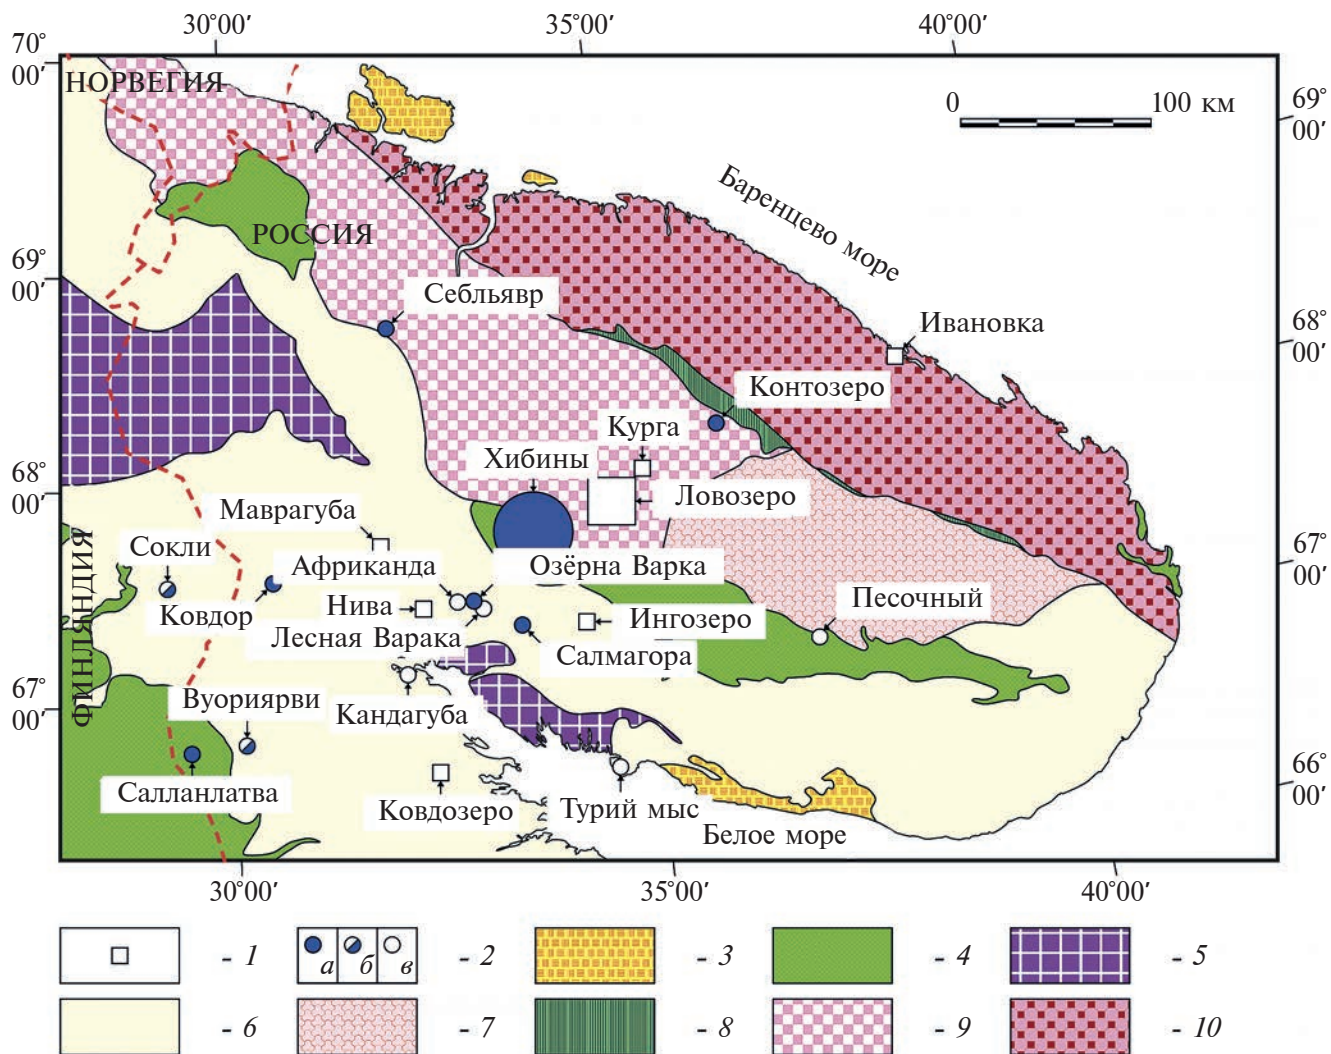 30°00′ 35°00′ 40°00′
70°
00′
НОРВЕГИЯ
0 100 км
69°
00′
Баренцево море
РОССИЯ
69°
00′
Себльявр
Ивановка
68°
00′
Контозеро
Курга
Хибины
68°
00′
Ловозеро
Маврагуба
Сокли
Африканда
Озёрна Варка
67°
00′
ФИНЛЯНДИЯ
Ковдор
Нива
Песочный
Лесная Варака
Ингозеро
Салмагора
67°
00′
Вуориярви
Кандагуба
66°
00′
Салланлатва
Ковдозеро
Турий мыс
Белое море
30°00′ 35°00′ 40°00′
- 1
а б в - 2
- 3
- 4
- 5
- 6
- 7
- 8
- 9
- 10